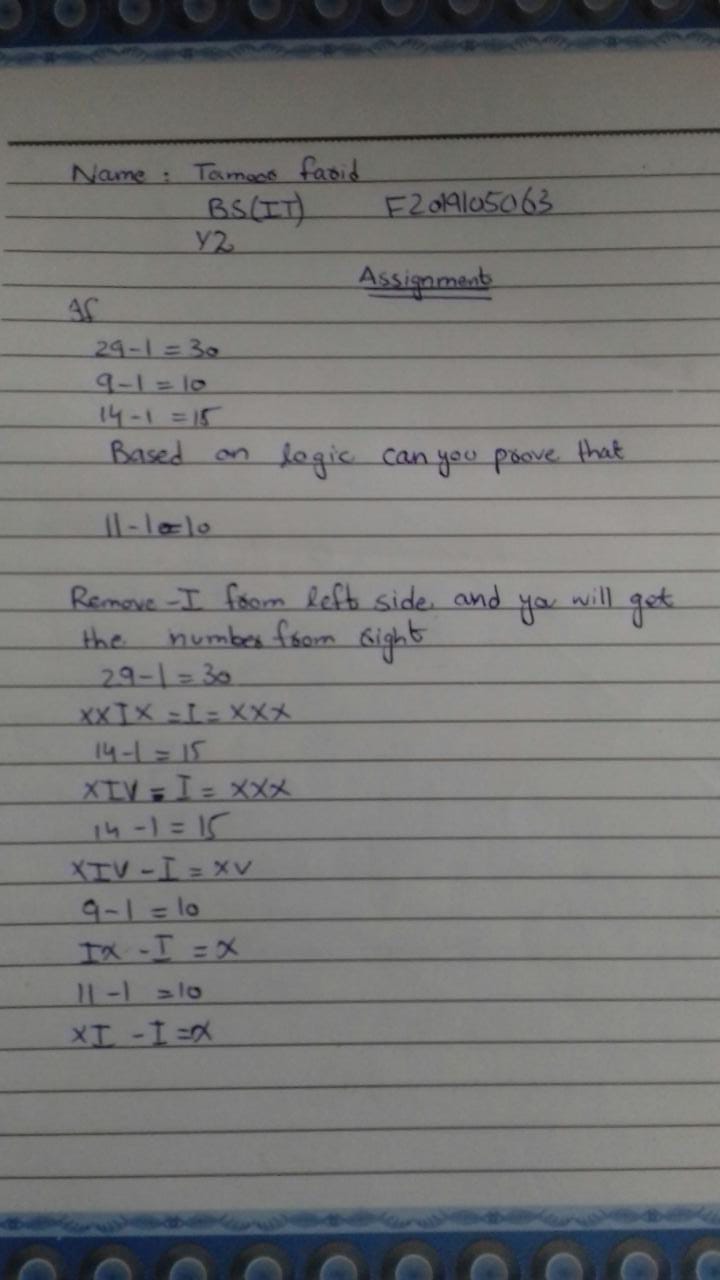 Name : Tamoor farid
BS(IT) F2019105063
Y2
Assignment
If
29-1=30
9-1=10
14-1=15
Based on logic can you prove that
11-1=10
Remove -I from left side, and you will get
the number from right
29-1=30
XXIX =I= XXX
14-1=15
XIV = I = XXX
14-1=15
XIV - I = XV
9-1=10
IX - I = X
11-1=10
XI - I = X